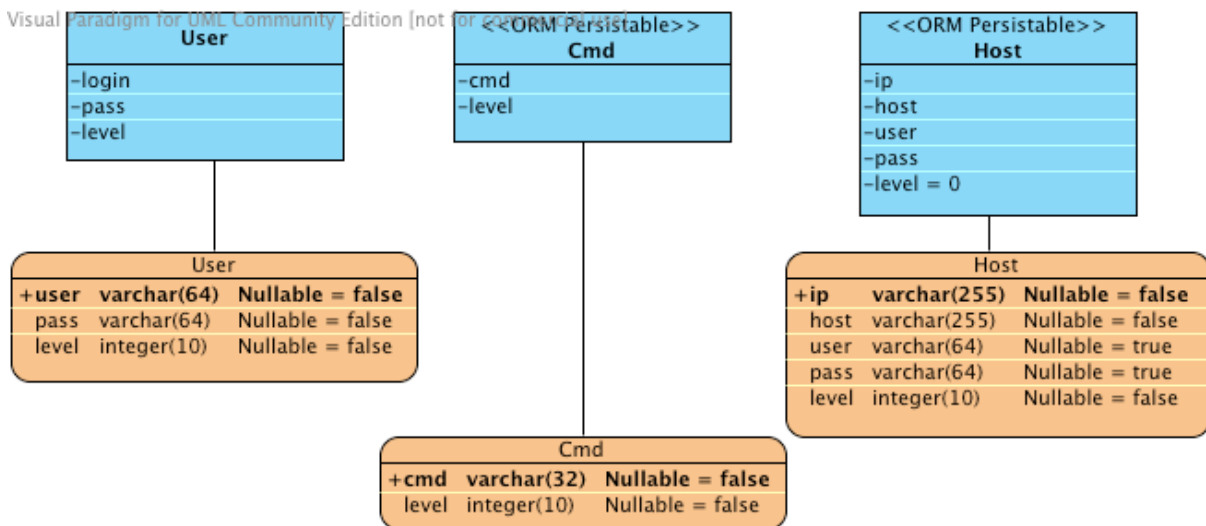 Visual Paradigm for UML Community Edition [not for commercial use]
User
-login
-pass
-level
<<ORM Persistable>>
Cmd
-cmd
-level
<<ORM Persistable>>
Host
-ip
-host
-user
-pass
-level = 0
User
+user varchar(64) Nullable = false
pass varchar(64) Nullable = false
level integer(10) Nullable = false
Cmd
+cmd varchar(32) Nullable = false
level integer(10) Nullable = false
Host
+ip varchar(255) Nullable = false
host varchar(255) Nullable = false
user varchar(64) Nullable = true
pass varchar(64) Nullable = true
level integer(10) Nullable = false